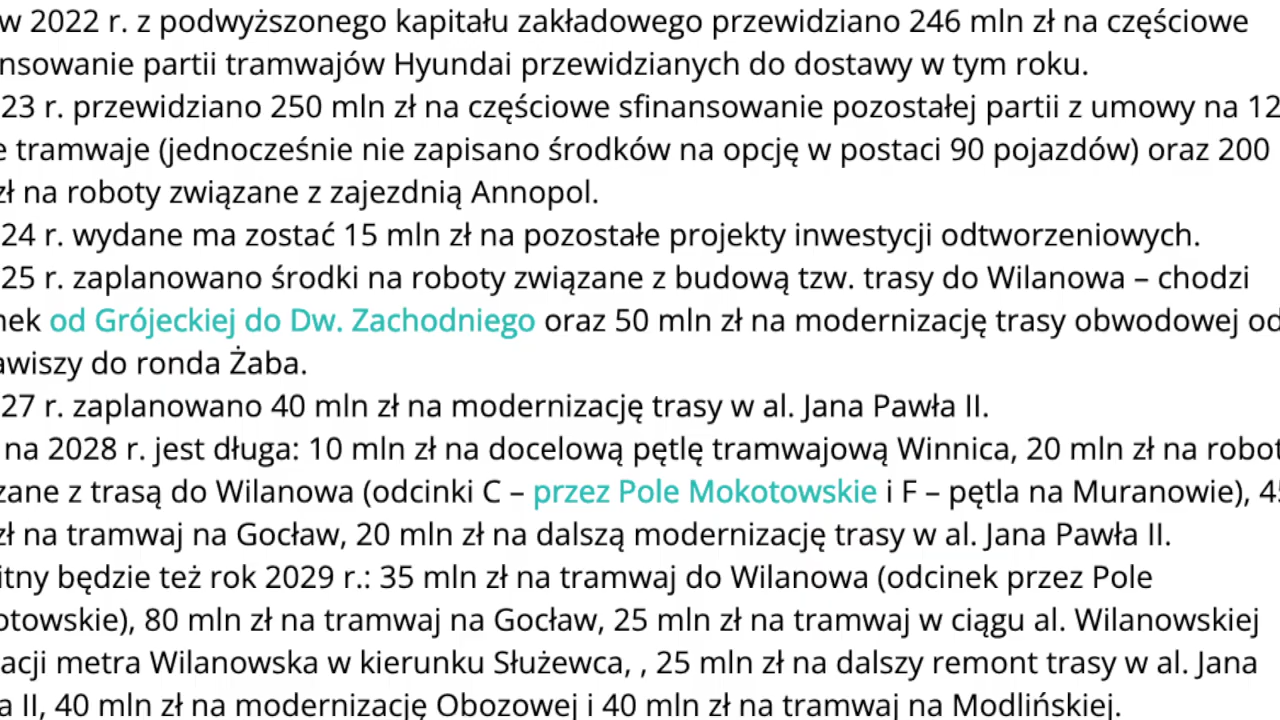 w 2022 r. z podwyższonego kapitału zakładowego przewidziano 246 mln zł na częściowe
nsowanie partii tramwajów Hyundai przewidzianych do dostawy w tym roku.
23 r. przewidziano 250 mln zł na częściowe sfinansowanie pozostałej partii z umowy na 12
e tramwaje (jednocześnie nie zapisano środków na opcję w postaci 90 pojazdów) oraz 200
zł na roboty związane z zajezdnią Annopol.
24 r. wydane ma zostać 15 mln zł na pozostałe projekty inwestycji odtworzeniowych.
25 r. zaplanowano środki na roboty związane z budową tzw. trasy do Wilanowa – chodzi
nek od Grójeckiej do Dw. Zachodniego oraz 50 mln zł na modernizację trasy obwodowej od
awiszy do ronda Żaba.
27 r. zaplanowano 40 mln zł na modernizację trasy w al. Jana Pawła II.
na 2028 r. jest długa: 10 mln zł na docelową pętlę tramwajową Winnica, 20 mln zł na robot
zane z trasą do Wilanowa (odcinki C – przez Pole Mokotowskie i F – pętla na Muranowie), 45
zł na tramwaj na Gocław, 20 mln zł na dalszą modernizację trasy w al. Jana Pawła II.
itny będzie też rok 2029 r.: 35 mln zł na tramwaj do Wilanowa (odcinek przez Pole
otowskie), 80 mln zł na tramwaj na Gocław, 25 mln zł na tramwaj w ciągu al. Wilanowskiej
acji metra Wilanowska w kierunku Służewca, , 25 mln zł na dalszy remont trasy w al. Jana
a II, 40 mln zł na modernizację Obozowej i 40 mln zł na tramwaj na Modlińskiej.